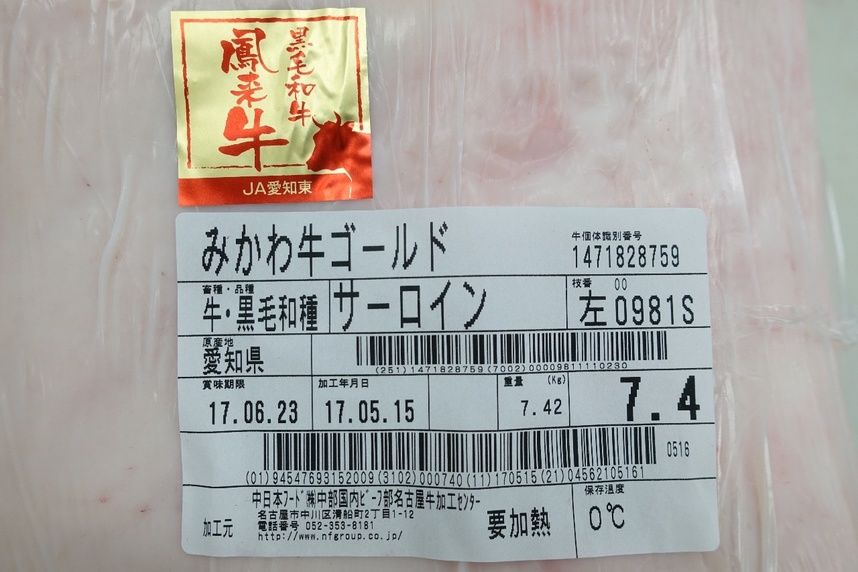 黒毛和牛
鳳来牛
JA愛知東
みかわ牛ゴールド
牛個体識別番号
1471828759
畜種・品種
牛・黒毛和種
サーロイン
枝番 00
左0981S
原産地
愛知県
(251)1471828759(7002)000009811110230
賞味期限
17.06.23
加工年月日
17.05.15
重量 (Kg)
7.42
7.4
0516
(01)94547693152009(3102)000740(11)170515(21)04562105161
加工元
中日本フード㈱中部国内ビーフ部名古屋牛加工センター
名古屋市中川区清船町2丁目1-12
電話番号 052-353-8181
http://www.nfgroup.co.jp/
要加熱
保存温度
0℃